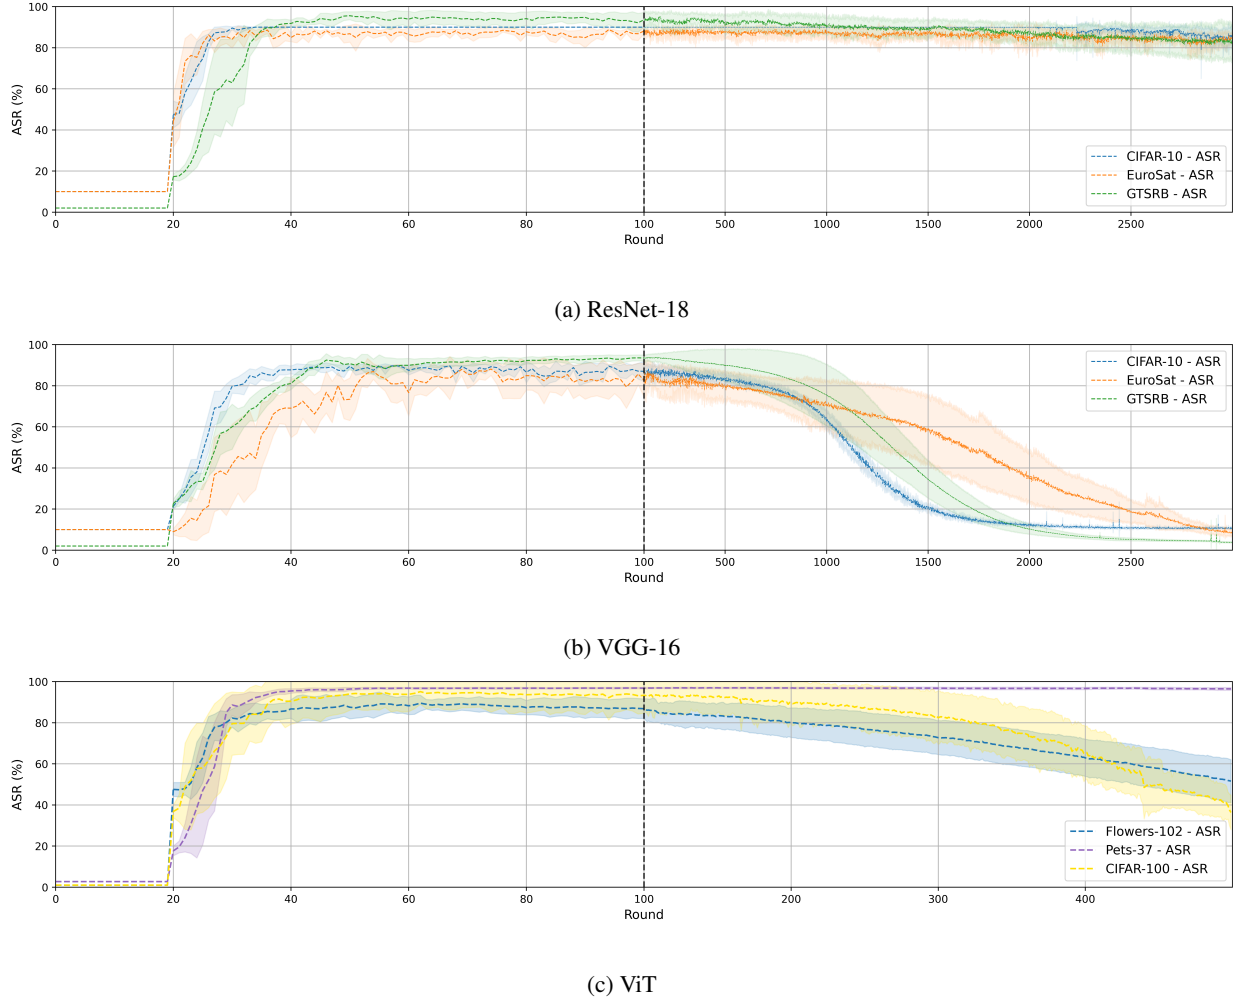 100
80
60
40
20
0
ASR (%)
0 20 40 60 80 100 500 1000 1500 2000 2500
Round
CIFAR-10 - ASR
EuroSat - ASR
GTSRB - ASR
(a) ResNet-18
100
80
60
40
20
0
ASR (%)
0 20 40 60 80 100 500 1000 1500 2000 2500
Round
CIFAR-10 - ASR
EuroSat - ASR
GTSRB - ASR
(b) VGG-16
100
80
60
40
20
0
ASR (%)
0 20 40 60 80 100 200 300 400
Round
Flowers-102 - ASR
Pets-37 - ASR
CIFAR-100 - ASR
(c) ViT